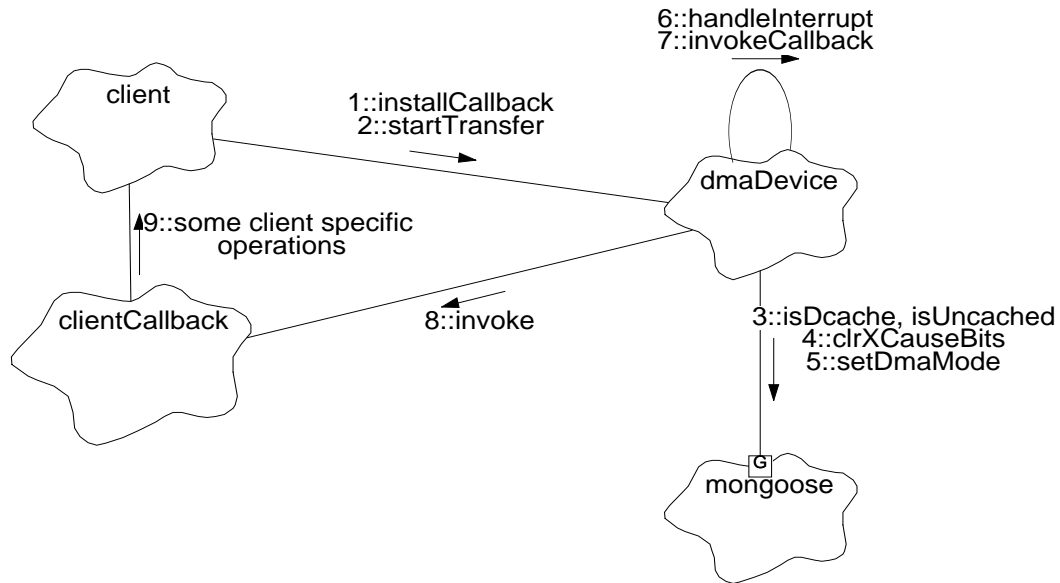 6::handleInterrupt
7::invokeCallback
client
1::installCallback
2::startTransfer
dmaDevice
9::some client specific
operations
clientCallback
8::invoke
3::isDcache, isUncached
4::clrXCauseBits
5::setDmaMode
G
mongoose